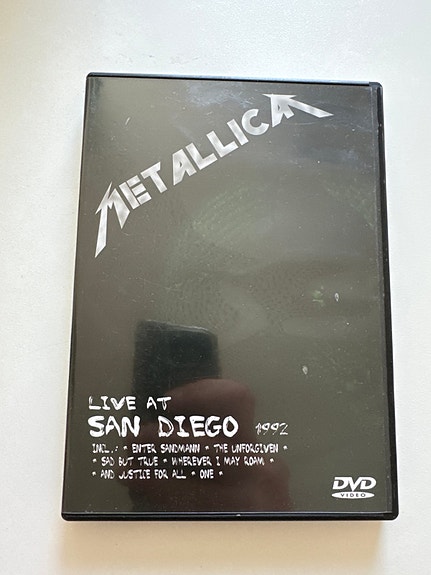 METALLICA
LIVE AT
SAN DIEGO 1992
INCL.: * ENTER SANDMANN * THE UNFORGIVEN *
* SAD BUT TRUE * WHEREVER I MAY ROAM *
* AND JUSTICE FOR ALL * ONE *
DVD
VIDEO